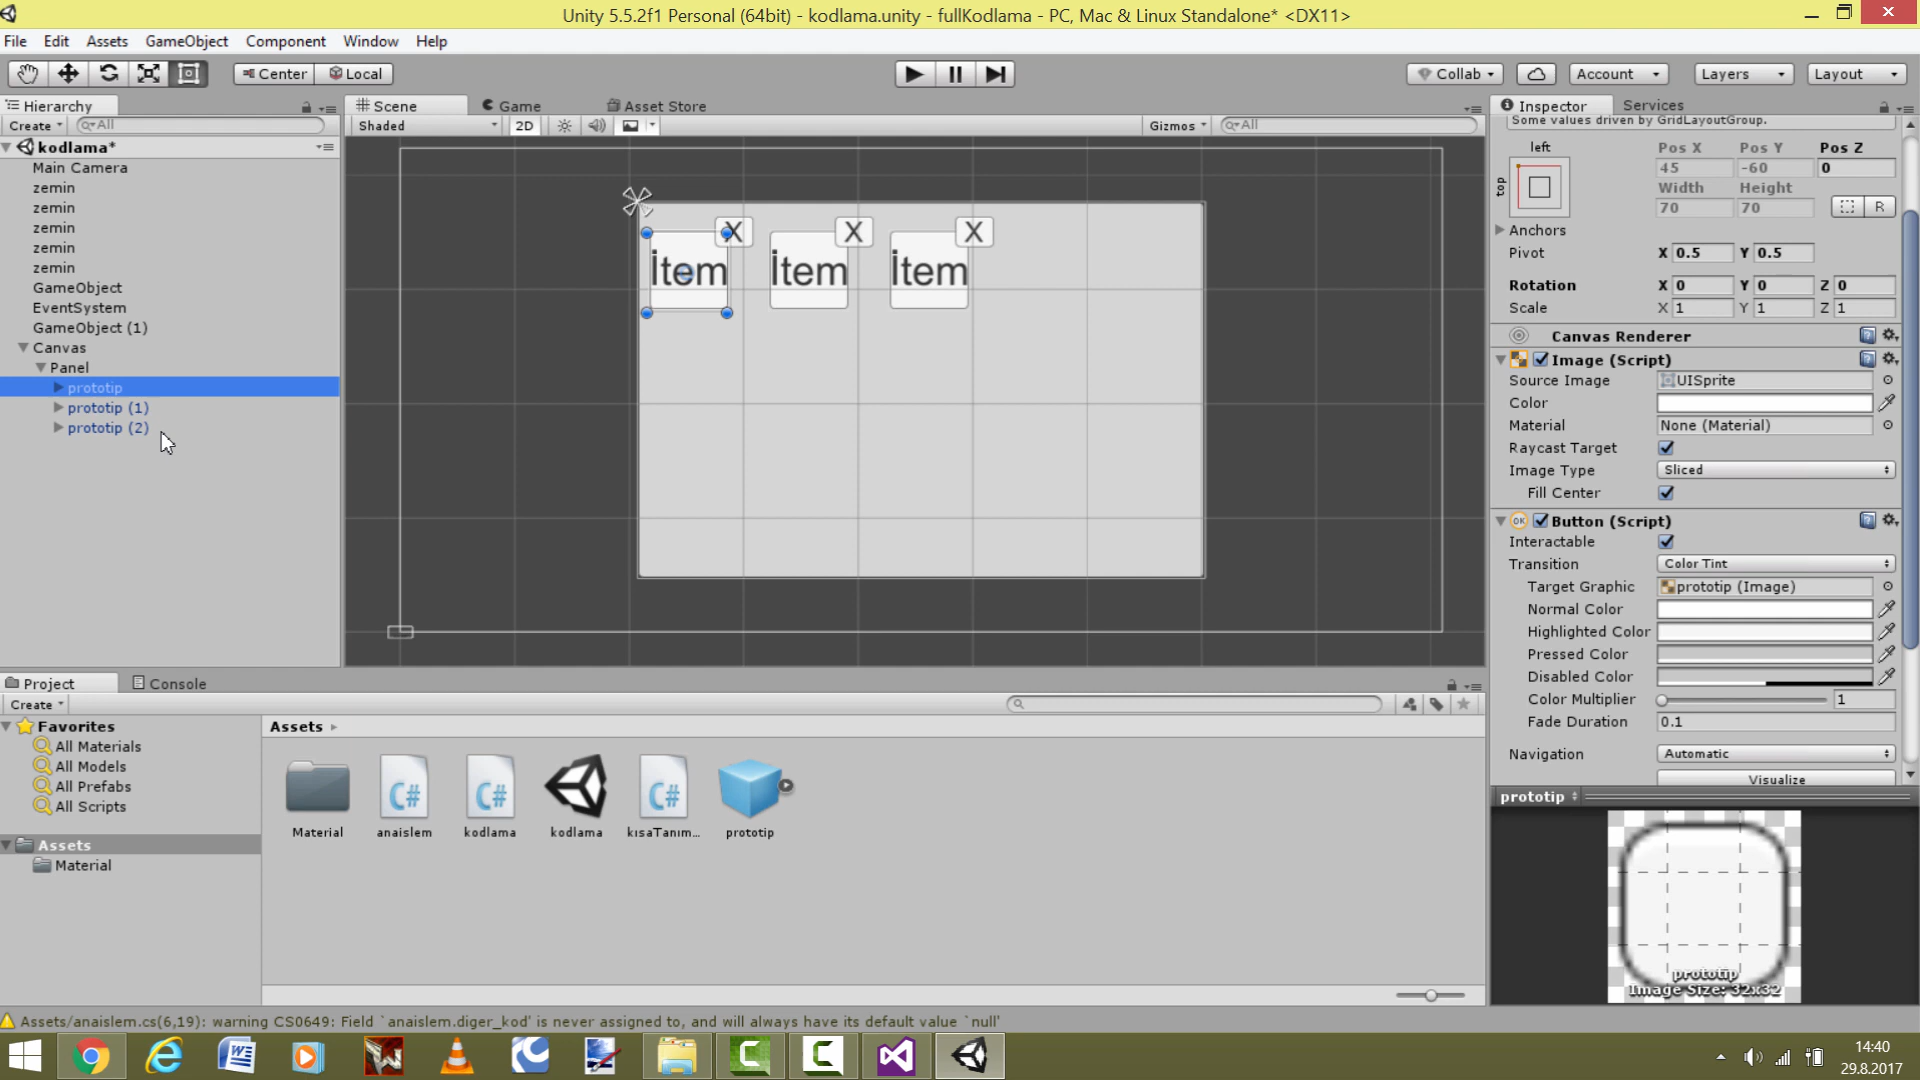 Unity 5.5.2f1 Personal (64bit) - kodlama.unity - fullKodlama - PC, Mac & Linux Standalone* <DX11>
File Edit Assets GameObject Component Window Help
Center Local Collab Account Layers Layout
Hierarchy
Create All
kodlama*
Main Camera
zemin
zemin
zemin
zemin
zemin
GameObject
EventSystem
GameObject (1)
Canvas
Panel
prototip
prototip (1)
prototip (2)
Scene Game Asset Store
Shaded 2D Gizmos All
X X X
İtem İtem İtem
Inspector Services
Some values driven by GridLayoutGroup.
left Pos X Pos Y Pos Z
top 45 -60 0
Width Height
70 70 R
Anchors
Pivot X 0.5 Y 0.5
Rotation X 0 Y 0 Z 0
Scale X 1 Y 1 Z 1
Canvas Renderer
Image (Script)
Source Image UISprite
Color
Material None (Material)
Raycast Target
Image Type Sliced
Fill Center
OK Button (Script)
Interactable
Transition Color Tint
Target Graphic prototip (Image)
Normal Color
Highlighted Color
Pressed Color
Disabled Color
Color Multiplier 1
Fade Duration 0.1
Navigation Automatic
Visualize
prototip
prototip
Image Size: 32x32
Project Console
Create
Favorites
All Materials
All Models
All Prefabs
All Scripts
Assets
Material
Assets
C# C# C#
Material anaislem kodlama kodlama kısaTanım... prototip
Assets/anaislem.cs(6,19): warning CS0649: Field `anaislem.diger_kod' is never assigned to, and will always have its default value `null'
14:40
29.8.2017